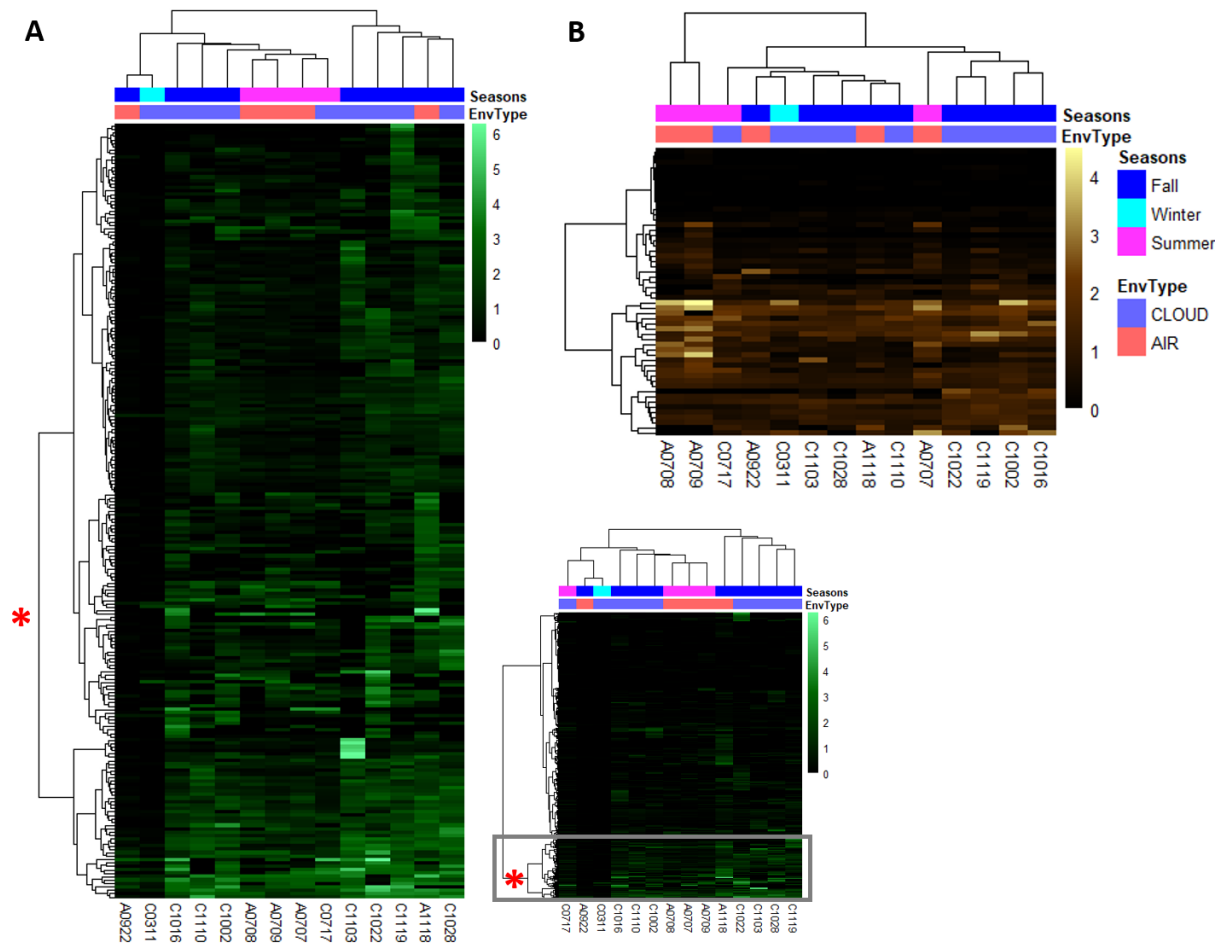 A
Seasons
EnvType
6
5
4
3
2
1
0
*
A0922 C0311 C1016 C1110 C1002 A0708 A0709 A0707 C0717 C1103 C1022 C1119 A1118 C1028
B
Seasons
EnvType
4
3
2
1
0
Seasons
Fall
Winter
Summer
EnvType
CLOUD
AIR
A0708 A0709 C0717 A0922 C0311 C1103 C1028 A1118 C1110 A0707 C1022 C1119 C1002 C1016
Seasons
EnvType
6
5
4
3
2
1
0
*
C0717 A0922 C0311 C1016 C1110 C1002 A0708 A0707 A0709 A1118 C1022 C1103 C1028 C1119